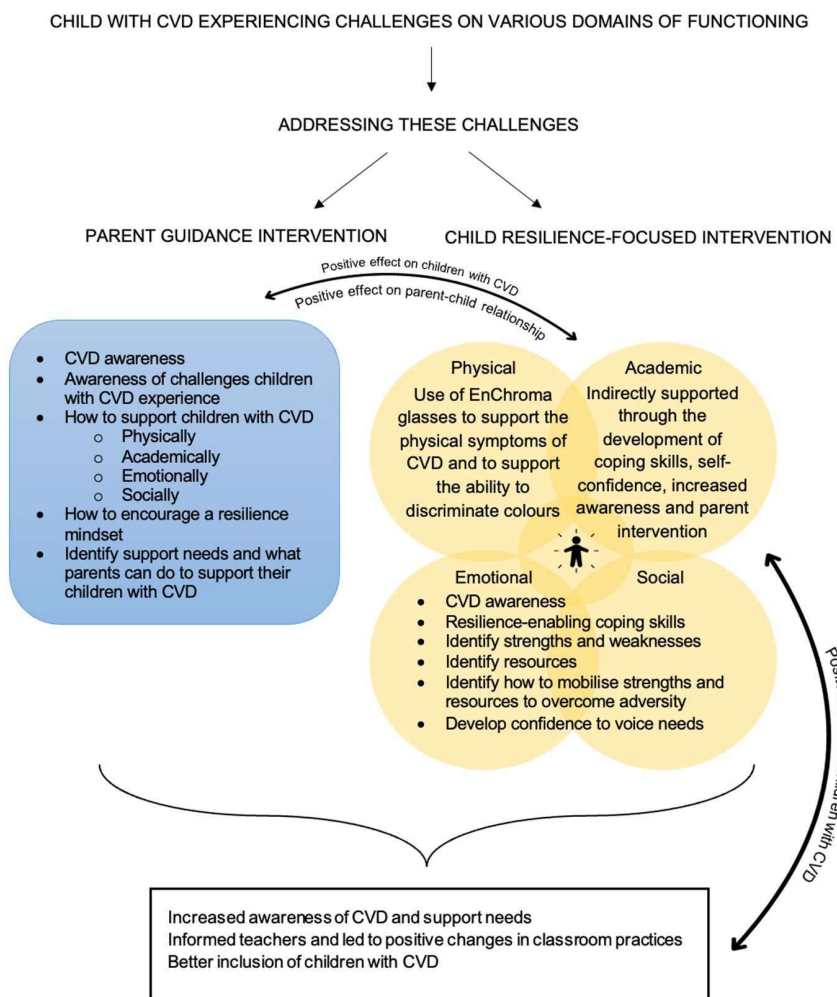 CHILD WITH CVD EXPERIENCING CHALLENGES ON VARIOUS DOMAINS OF FUNCTIONING
ADDRESSING THESE CHALLENGES
PARENT GUIDANCE INTERVENTION
CHILD RESILIENCE-FOCUSED INTERVENTION
Positive effect on children with CVD
Positive effect on parent-child relationship
• CVD awareness
• Awareness of challenges children
with CVD experience
• How to support children with CVD
o Physically
o Academically
o Emotionally
o Socially
• How to encourage a resilience
mindset
• Identify support needs and what
parents can do to support their
children with CVD
Physical
Use of EnChroma
glasses to support the
physical symptoms of
CVD and to support
the ability to
discriminate colours
Academic
Indirectly supported
through the
development of
coping skills, self-
confidence, increased
awareness and parent
intervention
Emotional
Social
• CVD awareness
• Resilience-enabling coping skills
• Identify strengths and weaknesses
• Identify resources
• Identify how to mobilise strengths and
resources to overcome adversity
• Develop confidence to voice needs
with CVD
Increased awareness of CVD and support needs
Informed teachers and led to positive changes in classroom practices
Better inclusion of children with CVD